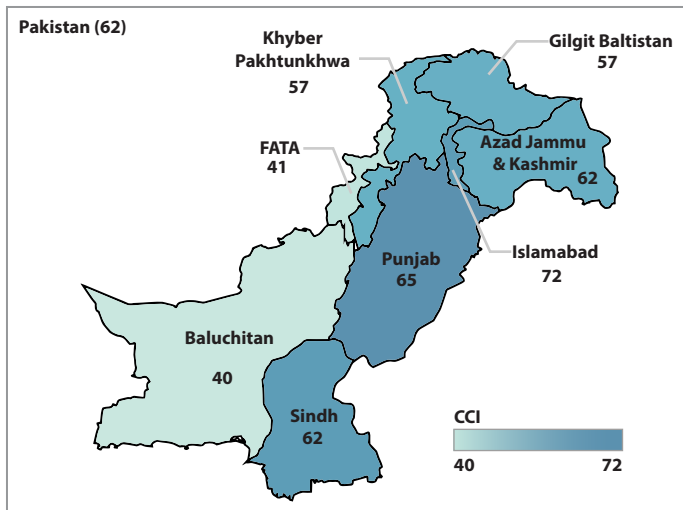 Pakistan (62)
Khyber
Pakhtunkhwa
57
Gilgit Baltistan
57
FATA
41
Azad Jammu
& Kashmir
62
Islamabad
72
Punjab
65
Baluchitan
40
Sindh
62
CCI
40 72